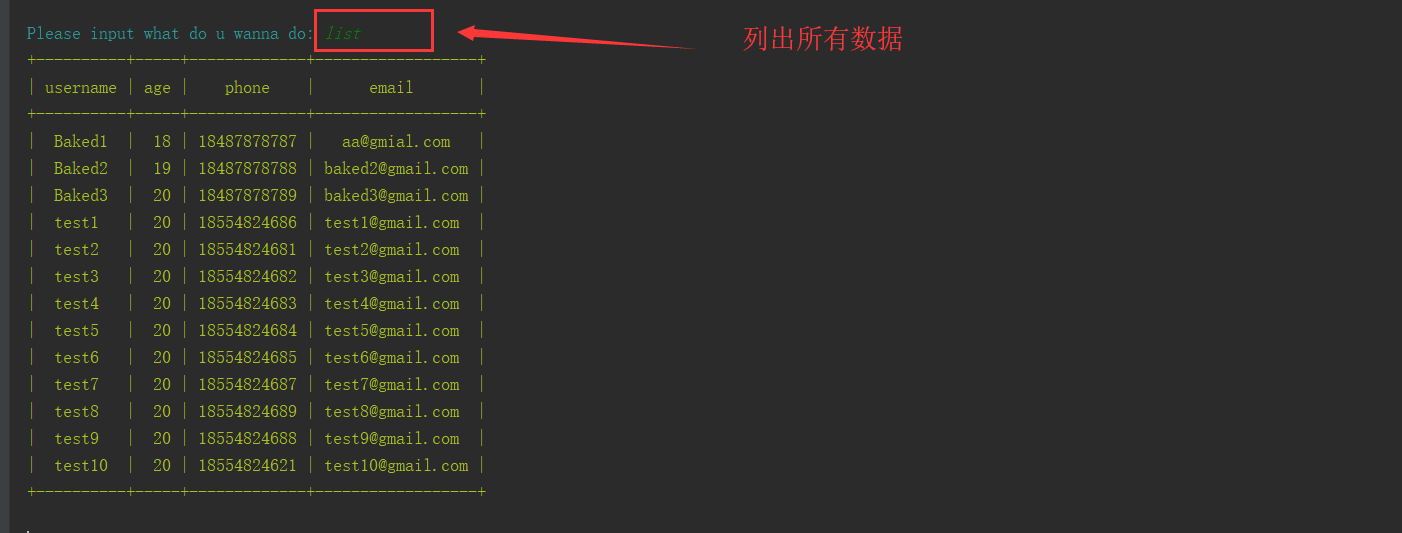 Please input what do u wanna do: list
列出所有数据
+----------+-----+-------------+------------------+
| username | age |    phone    |      email       |
+----------+-----+-------------+------------------+
|  Baked1  |  18 | 18487878787 |   aa@gmial.com   |
|  Baked2  |  19 | 18487878788 | baked2@gmail.com |
|  Baked3  |  20 | 18487878789 | baked3@gmail.com |
|  test1   |  20 | 18554824686 | test1@gmail.com  |
|  test2   |  20 | 18554824681 | test2@gmail.com  |
|  test3   |  20 | 18554824682 | test3@gmail.com  |
|  test4   |  20 | 18554824683 | test4@gmail.com  |
|  test5   |  20 | 18554824684 | test5@gmail.com  |
|  test6   |  20 | 18554824685 | test6@gmail.com  |
|  test7   |  20 | 18554824687 | test7@gmail.com  |
|  test8   |  20 | 18554824689 | test8@gmail.com  |
|  test9   |  20 | 18554824688 | test9@gmail.com  |
|  test10  |  20 | 18554824621 | test10@gmail.com |
+----------+-----+-------------+------------------+